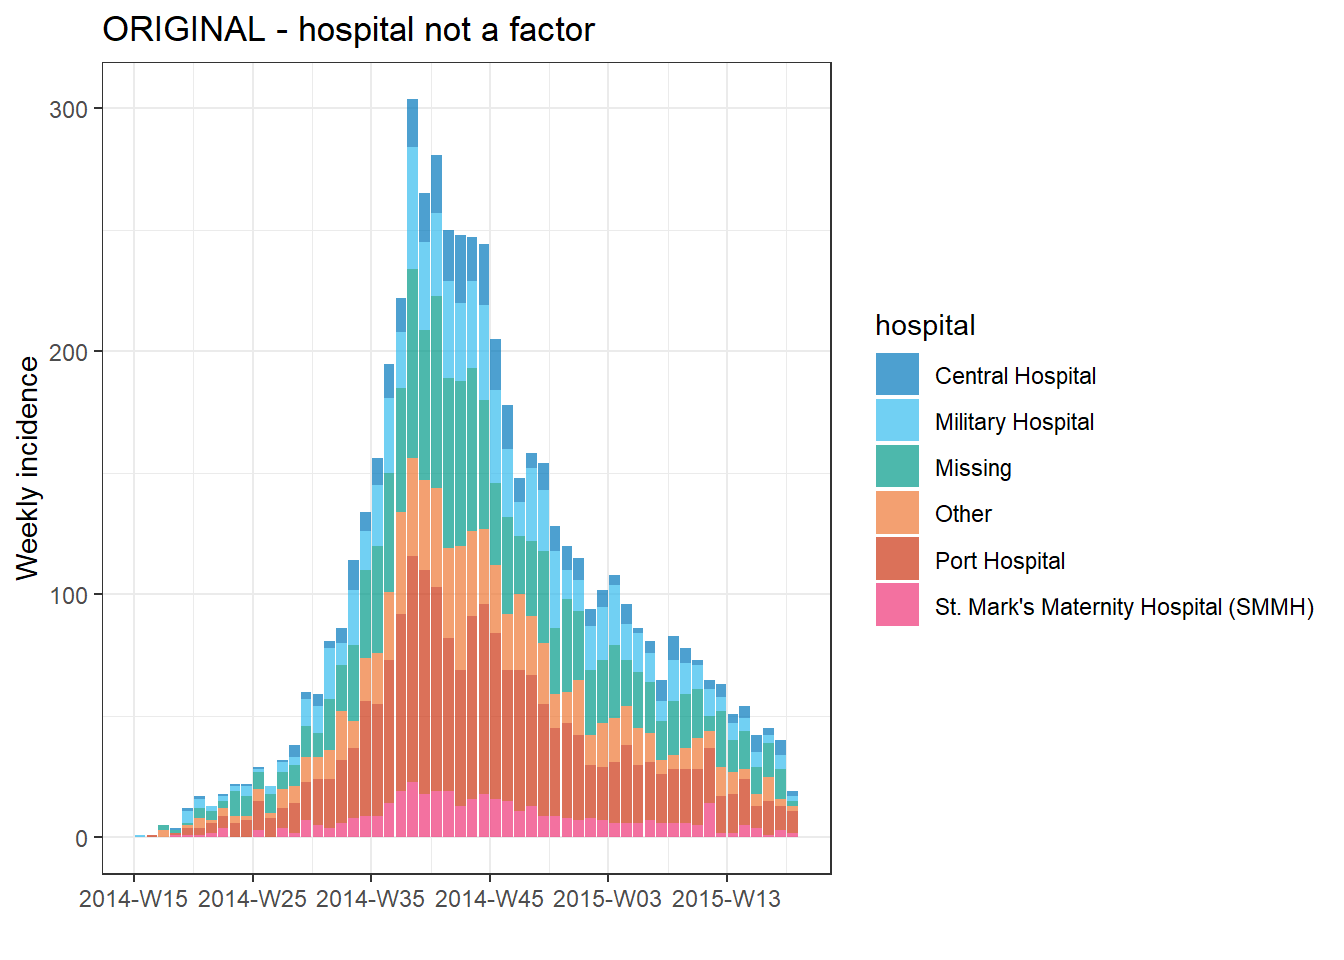 ORIGINAL - hospital not a factor
Weekly incidence
300
200
100
0
2014-W15 2014-W25 2014-W35 2014-W45 2015-W03 2015-W13
hospital
Central Hospital
Military Hospital
Missing
Other
Port Hospital
St. Mark's Maternity Hospital (SMMH)